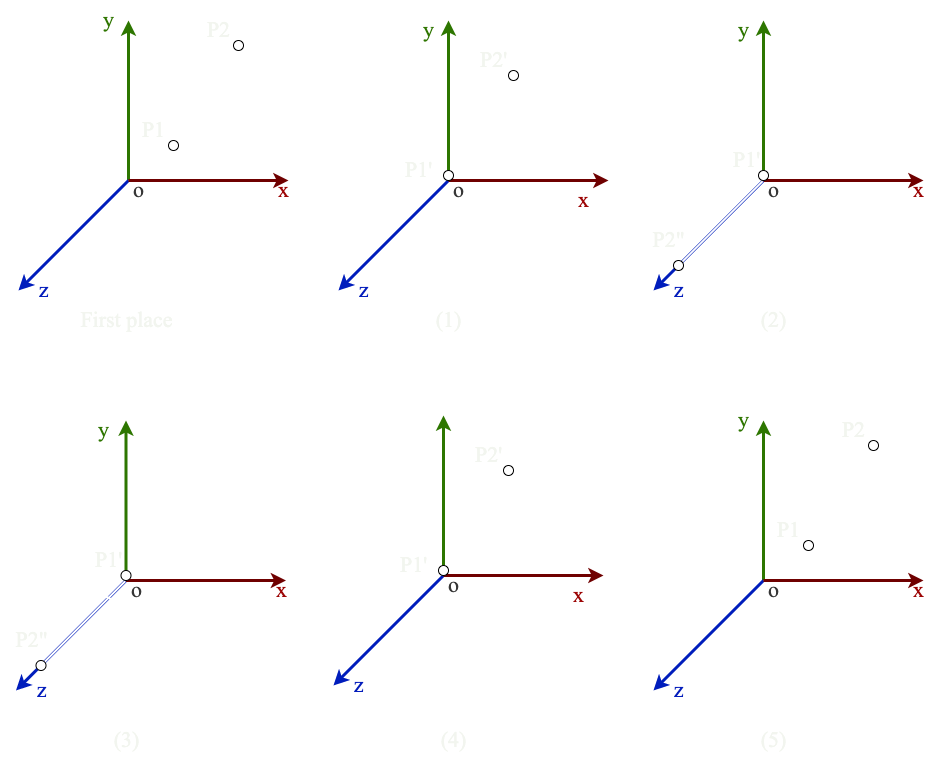 y
P2
P1
o
x
z
First place
y
P2'
P1'
o
x
z
(1)
y
P1'
o
x
P2"
z
(2)
y
P1'
o
x
P2"
z
(3)
P2'
P1'
o
x
z
(4)
y
P2
P1
o
x
z
(5)